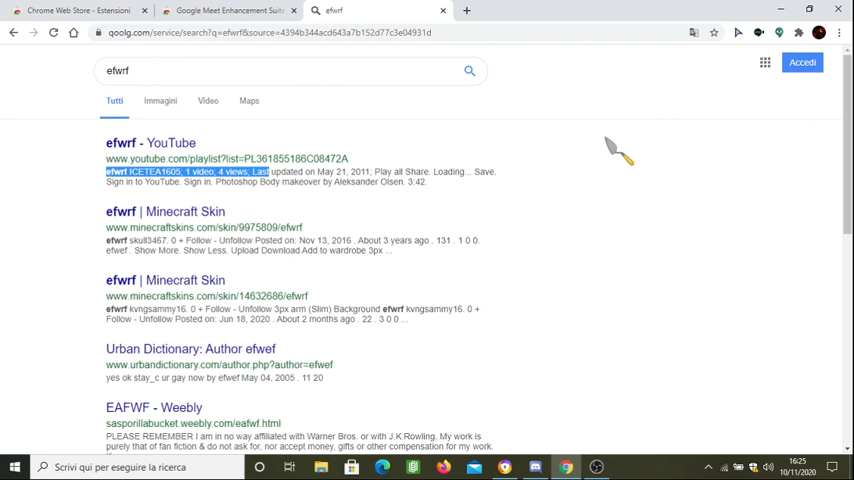 Chrome Web Store - Estensioni
Google Meet Enhancement Suite
efwrf
qoolg.com/service/search?q=efwrf&source=4394b344acd643a7b152d77c3e04931d
efwrf
Accedi
Tutti
Immagini
Video
Maps
efwrf - YouTube
www.youtube.com/playlist?list=PL361855186C08472A
efwrf ICETEA1605; 1 video; 4 views; Last updated on May 21, 2011; Play all Share. Loading... Save.
Sign in to YouTube. Sign in. Photoshop Body makeover by Aleksander Olsen. 3:42.
efwrf | Minecraft Skin
www.minecraftskins.com/skin/9975809/efwrf
efwrf skull3467. 0 + Follow - Unfollow Posted on: Nov 13, 2016 . About 3 years ago . 131 . 1 0 0.
efwef . Show More. Show Less. Upload Download Add to wardrobe 3px ...
efwrf | Minecraft Skin
www.minecraftskins.com/skin/14632686/efwrf
efwrf kvngsammy16. 0 + Follow - Unfollow 3px arm (Slim) Background efwrf kvngsammy16. 0 +
Follow - Unfollow Posted on: Jun 18, 2020 . About 2 months ago . 22 . 3 0 0 ...
Urban Dictionary: Author efwef
www.urbandictionary.com/author.php?author=efwef
yes ok stay_c ur gay now by efwef May 04, 2005 . 11 20
EAFWF - Weebly
sasporillabucket.weebly.com/eafwf.html
PLEASE REMEMBER I am in no way affiliated with Warner Bros. or with J.K.Rowling. My work is
purely that of fan fiction & do not ask for, nor accept money, gifts or other compensation for my work.
Scrivi qui per eseguire la ricerca
16:25
10/11/2020